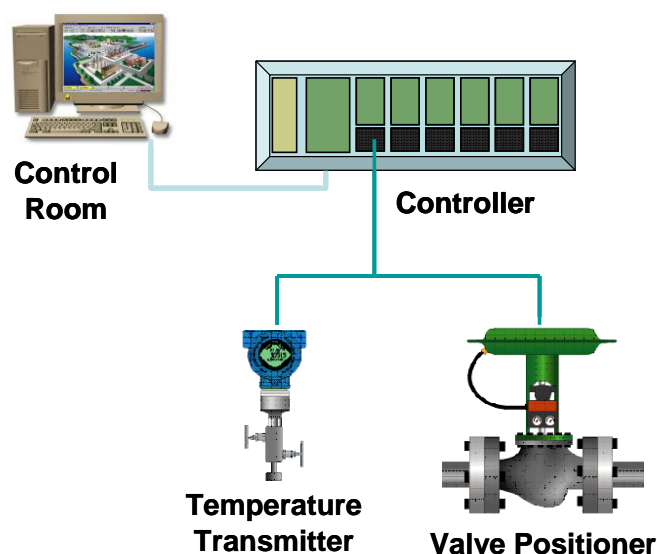 Control
Room
Controller
Temperature
Transmitter
Valve Positioner